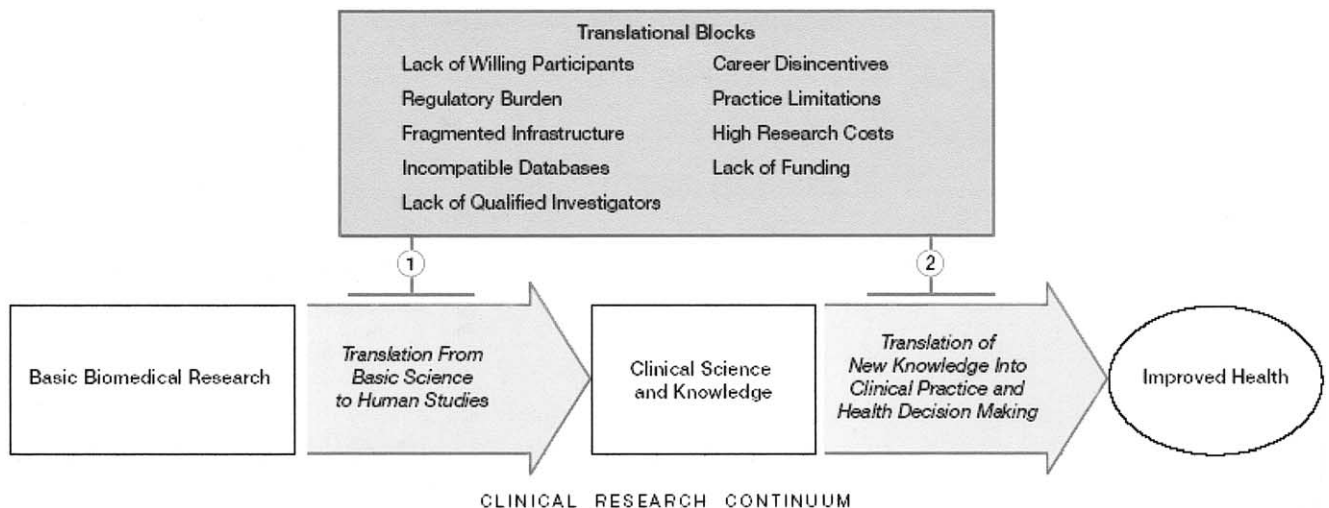 Translational Blocks
Lack of Willing Participants
Regulatory Burden
Fragmented Infrastructure
Incompatible Databases
Lack of Qualified Investigators
Career Disincentives
Practice Limitations
High Research Costs
Lack of Funding
1
2
Basic Biomedical Research
Translation From
Basic Science
to Human Studies
Clinical Science
and Knowledge
Translation of
New Knowledge Into
Clinical Practice and
Health Decision Making
Improved Health
CLINICAL RESEARCH CONTINUUM